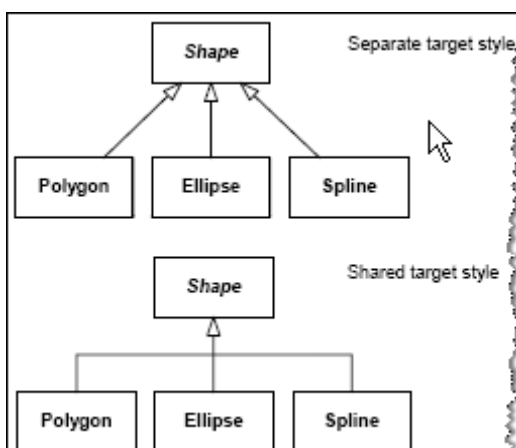 Shape
Separate target style
Polygon
Ellipse
Spline
Shape
Shared target style
Polygon
Ellipse
Spline